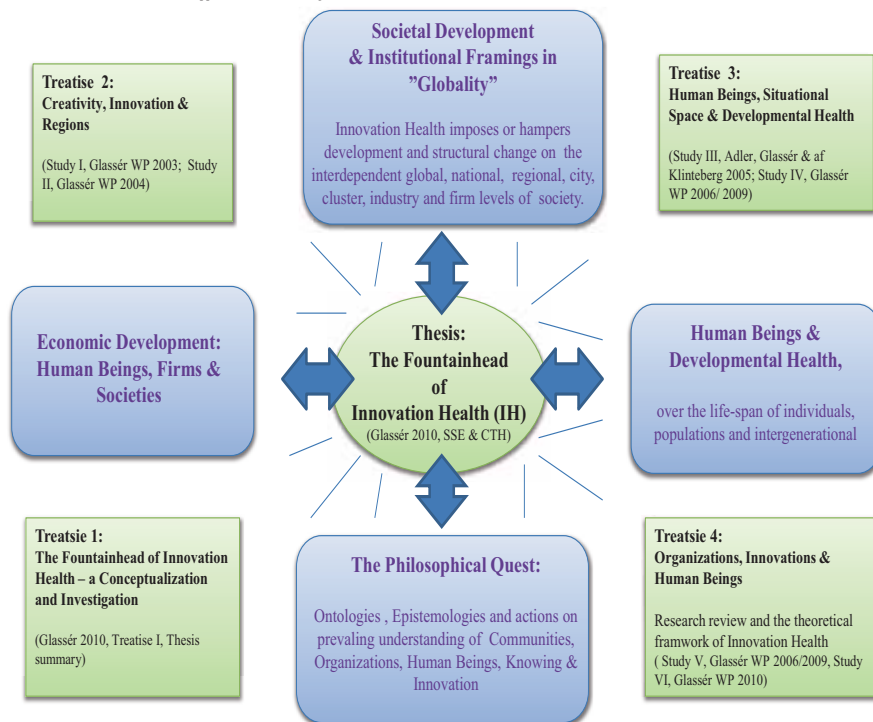 Societal Development
& Institutional Framings in
”Globality”
Innovation Health imposes or hampers
development and structural change on the
interdependent global, national, regional, city,
cluster, industry and firm levels of society.
Treatise 2:
Creativity, Innovation &
Regions
(Study I, Glassér WP 2003; Study
II, Glassér WP 2004)
Treatise 3:
Human Beings, Situational
Space & Developmental Health
(Study III, Adler, Glassér & af
Klinteberg 2005; Study IV, Glassér
WP 2006/ 2009)
Economic Development:
Human Beings, Firms &
Societies
Thesis:
The Fountainhead
of
Innovation Health (IH)
(Glassér 2010, SSE & CTH)
Human Beings &
Developmental Health,
over the life-span of individuals,
populations and intergenerational
Treatsie 1:
The Fountainhead of Innovation
Health – a Conceptualization
and Investigation
(Glassér 2010, Treatise I, Thesis
summary)
The Philosophical Quest:
Ontologies , Epistemologies and actions on
prevaling understanding of Communities,
Organizations, Human Beings, Knowing &
Innovation
Treatsie 4:
Organizations, Innovations &
Human Beings
Research review and the theoretical
framwork of Innovation Health
( Study V, Glassér WP 2006/2009, Study
VI, Glassér WP 2010)